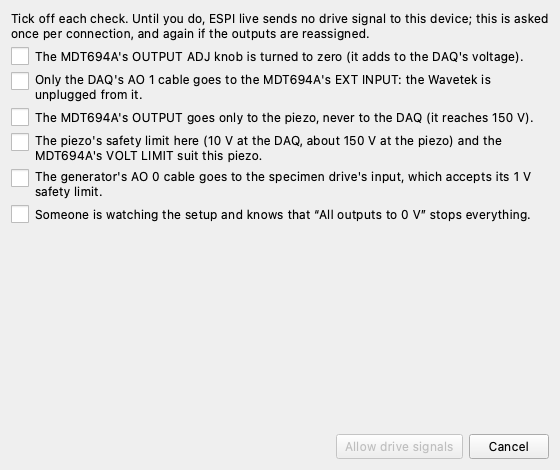 Tick off each check. Until you do, ESPI live sends no drive signal to this device; this is asked
once per connection, and again if the outputs are reassigned.
The MDT694A's OUTPUT ADJ knob is turned to zero (it adds to the DAQ's voltage).
Only the DAQ's AO 1 cable goes to the MDT694A's EXT INPUT: the Wavetek is
unplugged from it.
The MDT694A's OUTPUT goes only to the piezo, never to the DAQ (it reaches 150 V).
The piezo's safety limit here (10 V at the DAQ, about 150 V at the piezo) and the
MDT694A's VOLT LIMIT suit this piezo.
The generator's AO 0 cable goes to the specimen drive's input, which accepts its 1 V
safety limit.
Someone is watching the setup and knows that “All outputs to 0 V” stops everything.
Allow drive signals
Cancel